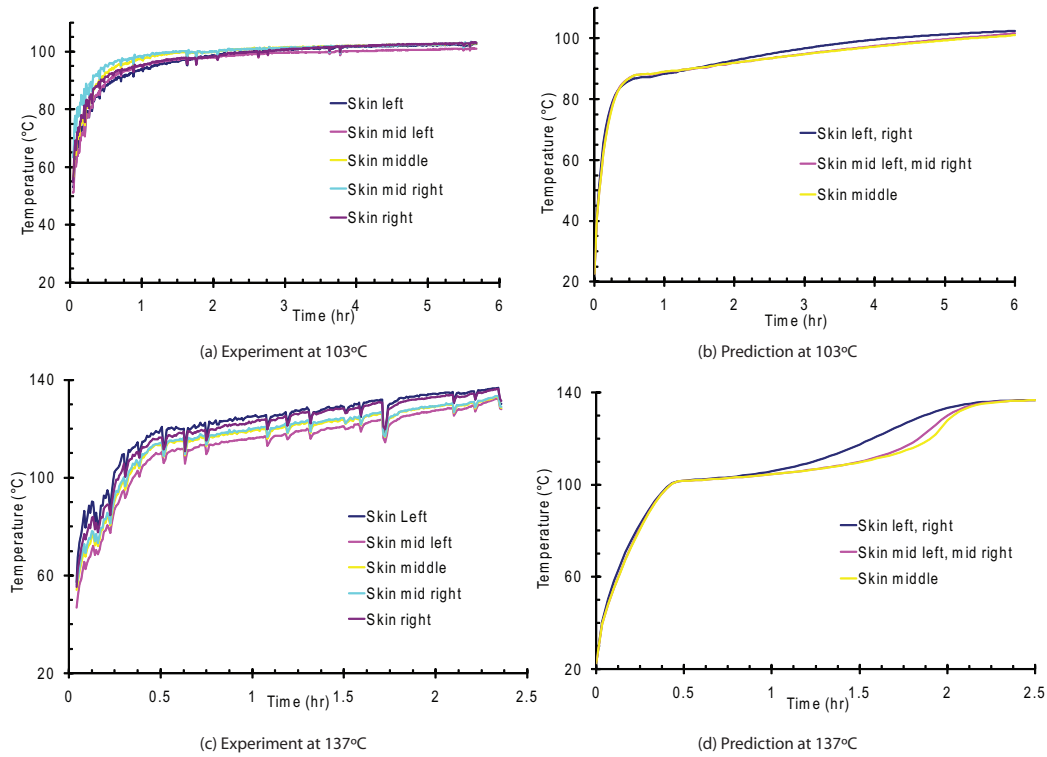 100
80
60
40
20
0
1
2
3
4
5
6
Temperature (°C)
Time (hr)
Skin left
Skin mid left
Skin middle
Skin mid right
Skin right
(a) Experiment at 103ºC
100
80
60
40
20
0
1
2
3
4
5
6
Temperature (°C)
Time (hr)
Skin left, right
Skin mid left, mid right
Skin middle
(b) Prediction at 103ºC
140
100
60
20
0
0.5
1
1.5
2
2.5
Temperature (°C)
Time (hr)
Skin Left
Skin mid left
Skin middle
Skin mid right
Skin right
(c) Experiment at 137ºC
140
100
60
20
0
0.5
1
1.5
2
2.5
Temperature (°C)
Time (hr)
Skin left, right
Skin mid left, mid right
Skin middle
(d) Prediction at 137ºC